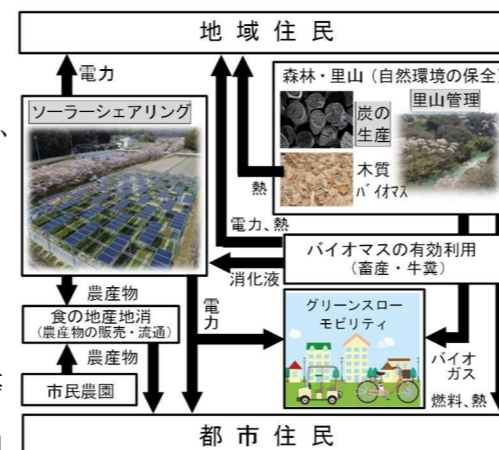 地域住民
電力
森林・里山（自然環境の保全）
ソーラーシェアリング
炭の
生産
里山管理
木質
バイオマス
熱
電力、熱
バイオマスの有効利用
（畜産・牛糞）
消化液
農産物
食の地産地消
（農産物の販売・流通）
電
力
グリーンスロー
モビリティ
農産物
市民農園
バイオ
ガス
燃料、熱
都市住民